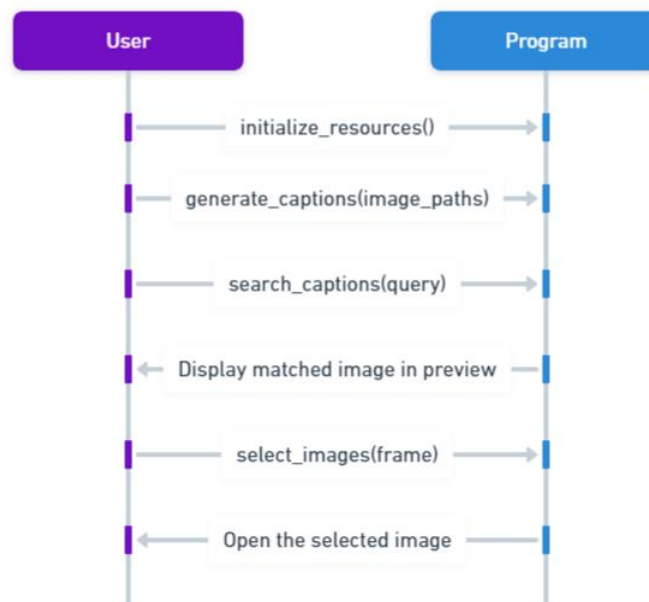 User
Program
initialize_resources()
generate_captions(image_paths)
search_captions(query)
Display matched image in preview
select_images(frame)
Open the selected image